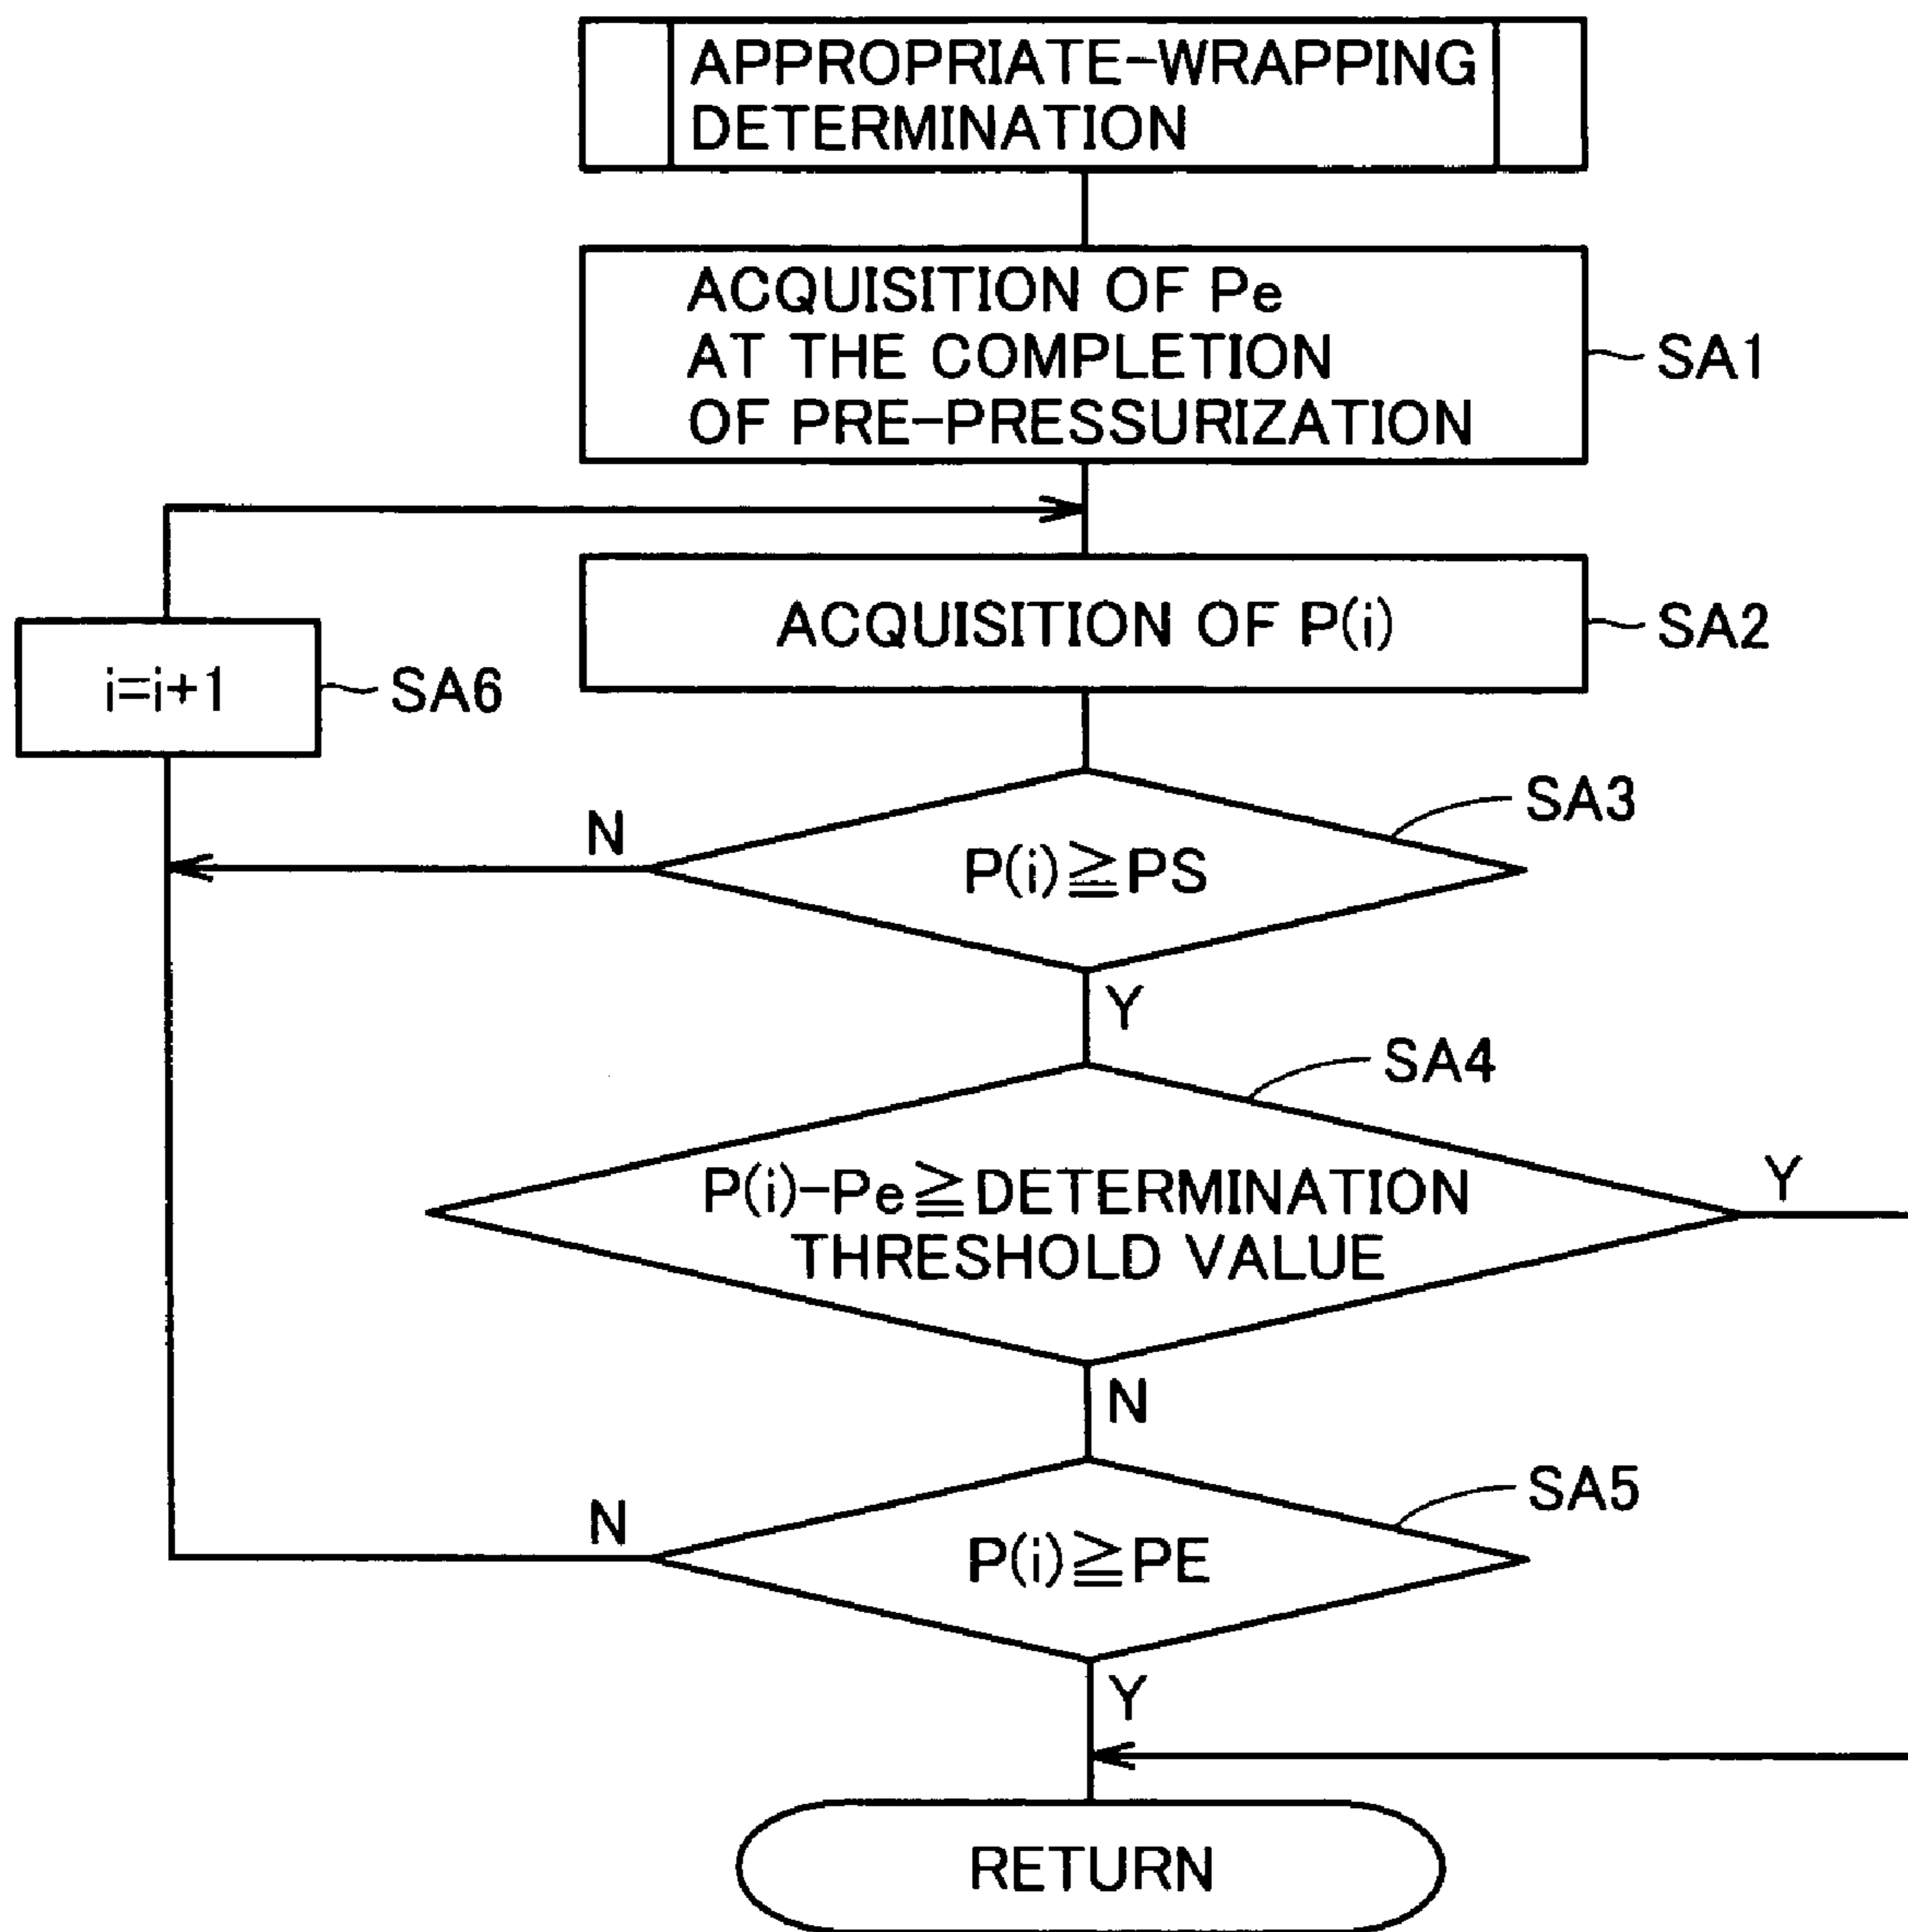 APPROPRIATE-WRAPPING
DETERMINATION
ACQUISITION OF Pe
AT THE COMPLETION
OF PRE-PRESSURIZATION
SA1
ACQUISITION OF P(i)
SA2
i=i+1
SA6
SA3
N
P(i)≧PS
Y
SA4
P(i)-Pe≧DETERMINATION
THRESHOLD VALUE
Y
N
SA5
N
P(i)≧PE
Y
RETURN